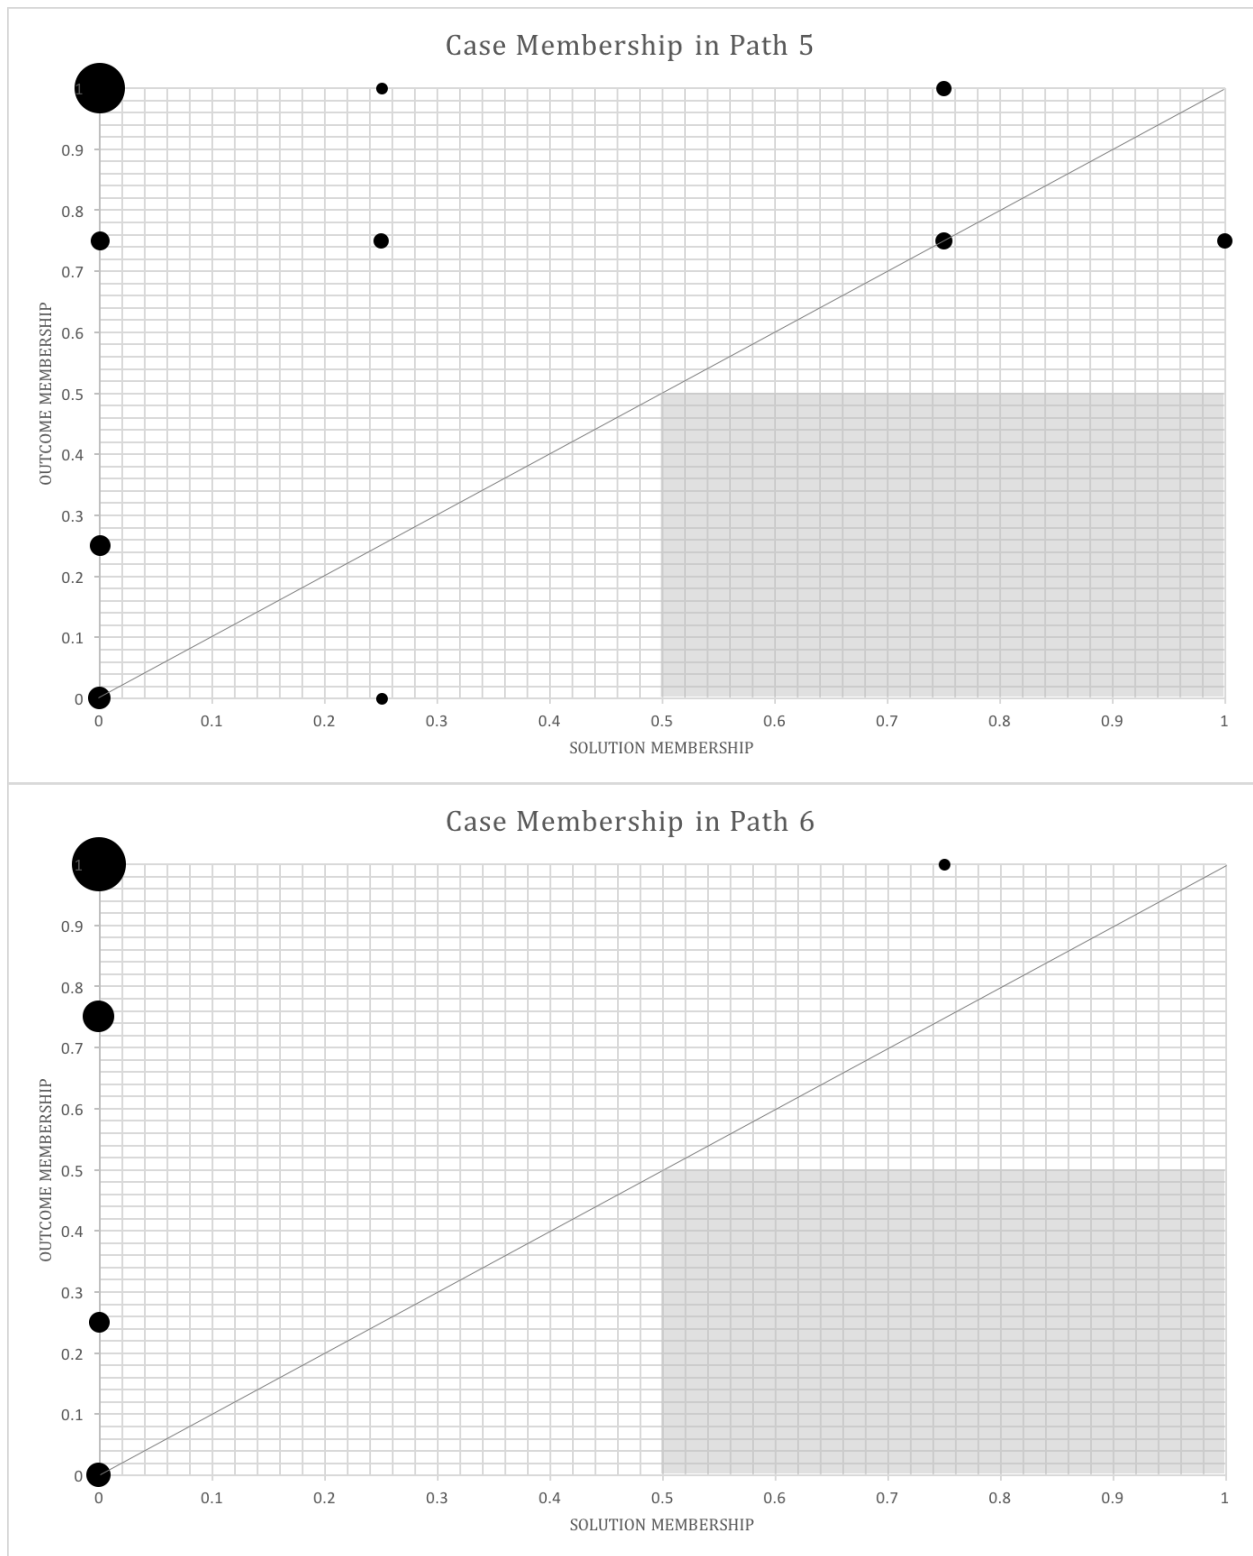 Case Membership in Path 5
1
0.9
0.8
0.7
0.6
0.5
0.4
0.3
0.2
0.1
0
OUTCOME MEMBERSHIP
0 0.1 0.2 0.3 0.4 0.5 0.6 0.7 0.8 0.9 1
SOLUTION MEMBERSHIP
Case Membership in Path 6
1
0.9
0.8
0.7
0.6
0.5
0.4
0.3
0.2
0.1
0
OUTCOME MEMBERSHIP
0 0.1 0.2 0.3 0.4 0.5 0.6 0.7 0.8 0.9 1
SOLUTION MEMBERSHIP